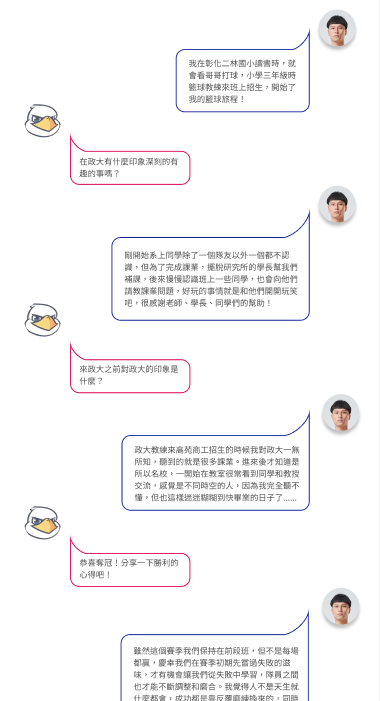 我在彰化二林國小讀書時，就
會看哥哥打球，小學三年級時
籃球教練來班上招生，開始了
我的籃球旅程！
在政大有什麼印象深刻的有
趣的事嗎？
剛開始系上同學除了一個隊友以外一個都不認
識，但為了完成課業，擺脫研究所的學長幫我們
補課，後來慢慢認識班上一些同學，也會向他們
請教課業問題，好玩的事情就是和他們開開玩笑
吧，很感謝老師、學長、同學們的幫助！
來政大之前對政大的印象是
什麼？
政大教練來高苑商工招生的時候我對政大一無
所知，聽到的就是很多課業。進來後才知道是
所以名校，一開始在教室很常看到同學和教授
交流，感覺是不同時空的人，因為我完全聽不
懂，但也這樣迷迷糊糊到快畢業的日子了......
恭喜奪冠！分享一下勝利的
心得吧！
雖然這個賽季我們保持在前段班，但不是每場
都贏，慶幸我們在賽季初期先嘗過失敗的滋
味，才有機會讓我們從失敗中學習，隊員之間
也才能不斷調整和磨合。我覺得人不是天生就
什麼都會，成功都是靠反覆磨練換來的，同時